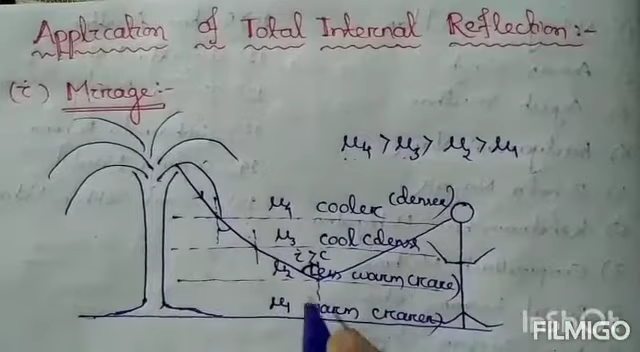 Application of Total Internal Reflection:-
(i) Mirage:-
μ4 > μ3 > μ2 > μ1
μ4 cooler (denser)
μ3 cool (dense
i > c
μ2 less warm (rare)
μ1 warm (rarer)
InShOt
FILMIGO